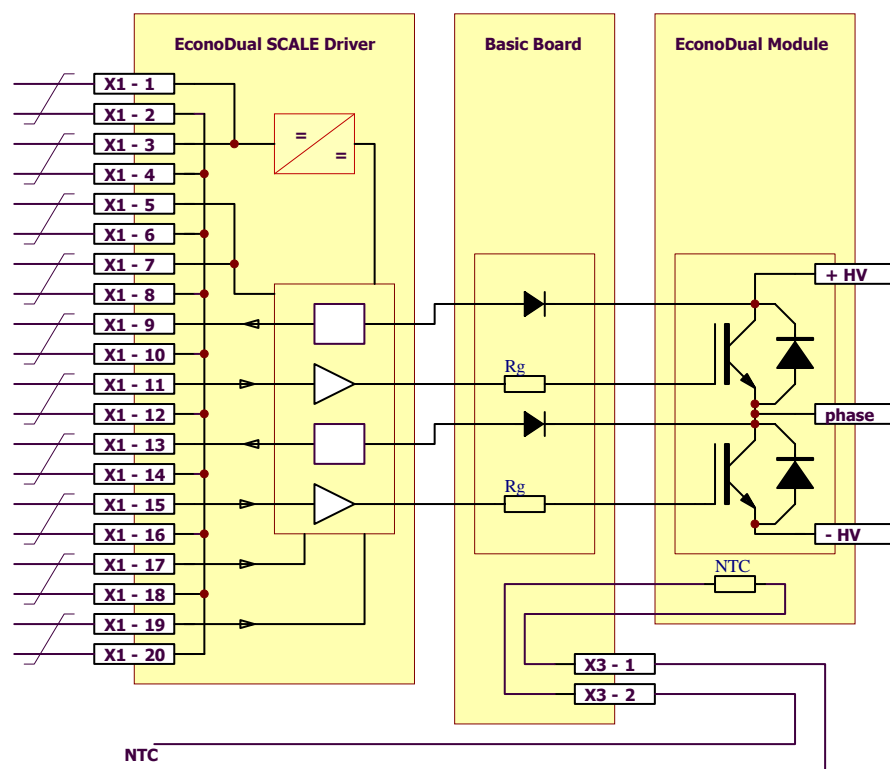 EconoDual SCALE Driver
Basic Board
EconoDual Module
X1 - 1
X1 - 2
X1 - 3
X1 - 4
X1 - 5
X1 - 6
X1 - 7
X1 - 8
X1 - 9
X1 - 10
X1 - 11
X1 - 12
X1 - 13
X1 - 14
X1 - 15
X1 - 16
X1 - 17
X1 - 18
X1 - 19
X1 - 20
=
=
Rg
Rg
+ HV
phase
- HV
NTC
X3 - 1
X3 - 2
NTC